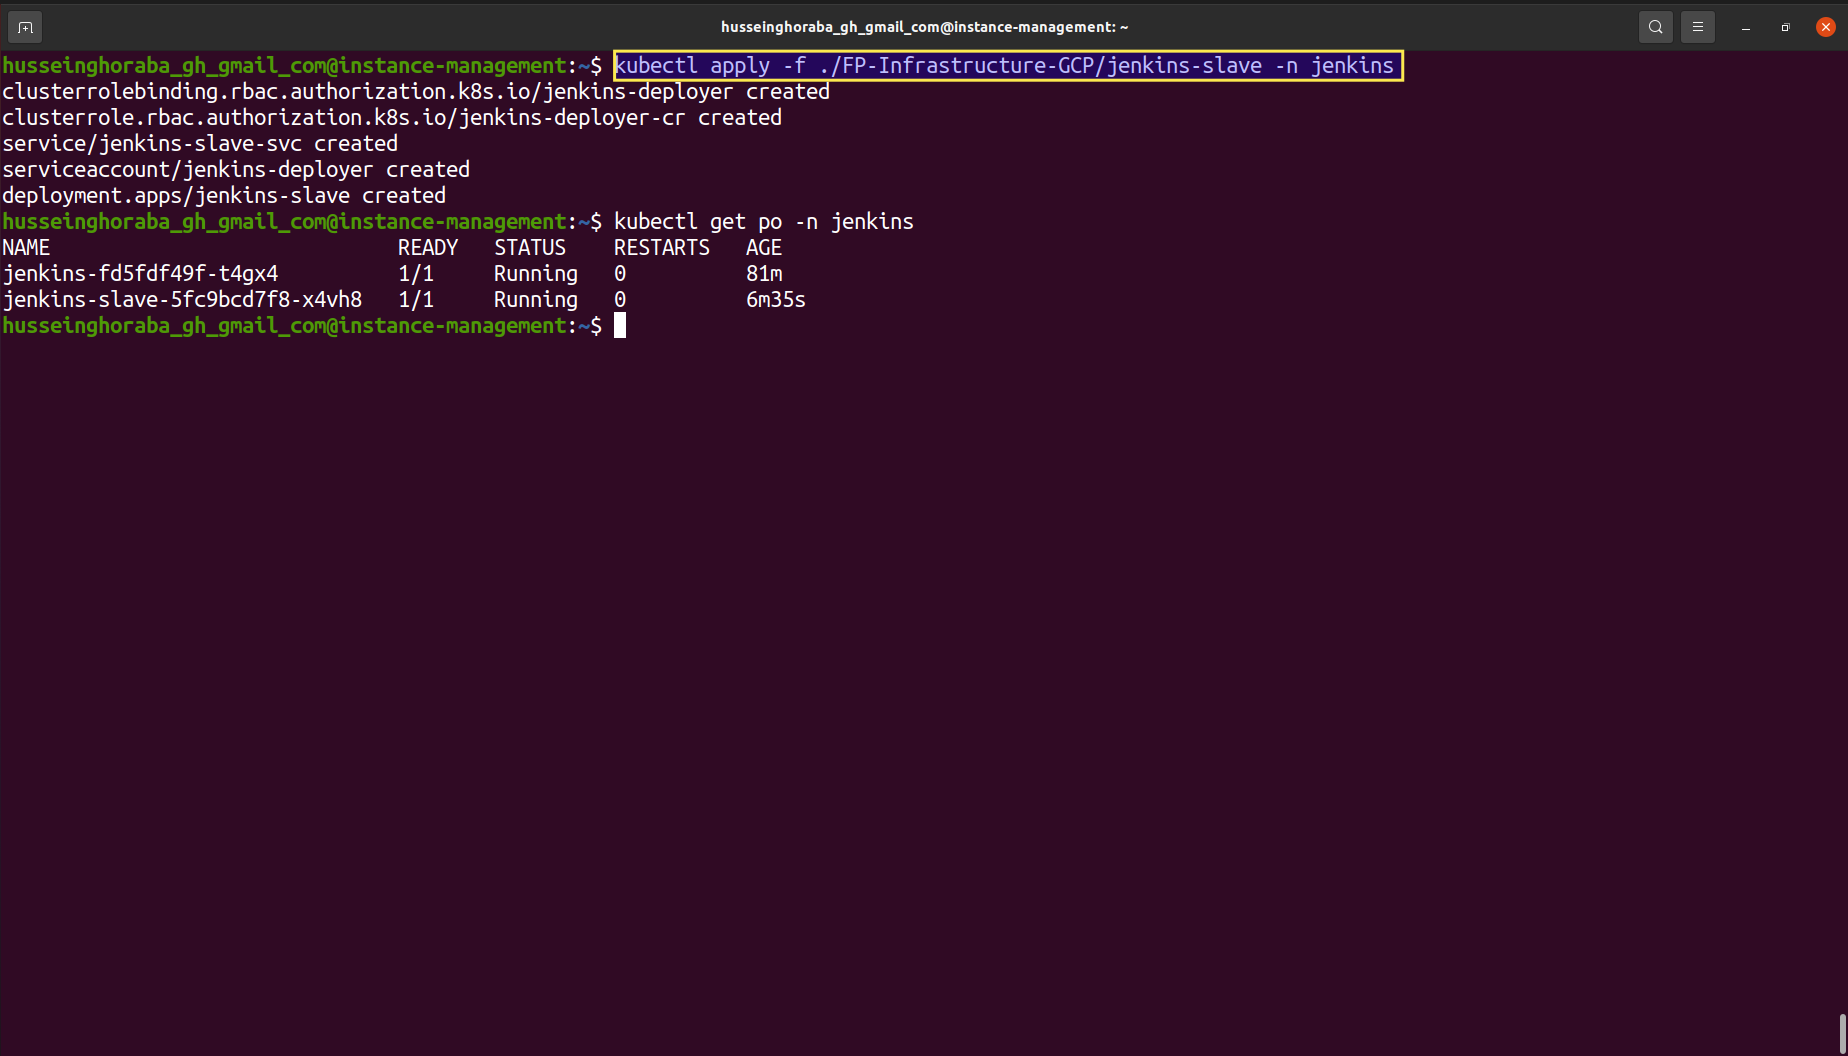 husseinghoraba_gh_gmail_com@instance-management: ~
husseinghoraba_gh_gmail_com@instance-management:~$ kubectl apply -f ./FP-Infrastructure-GCP/jenkins-slave -n jenkins
clusterrolebinding.rbac.authorization.k8s.io/jenkins-deployer created
clusterrole.rbac.authorization.k8s.io/jenkins-deployer-cr created
service/jenkins-slave-svc created
serviceaccount/jenkins-deployer created
deployment.apps/jenkins-slave created
husseinghoraba_gh_gmail_com@instance-management:~$ kubectl get po -n jenkins
NAME                             READY   STATUS    RESTARTS   AGE
jenkins-fd5fdf49f-t4gx4          1/1     Running   0          81m
jenkins-slave-5fc9bcd7f8-x4vh8   1/1     Running   0          6m35s
husseinghoraba_gh_gmail_com@instance-management:~$